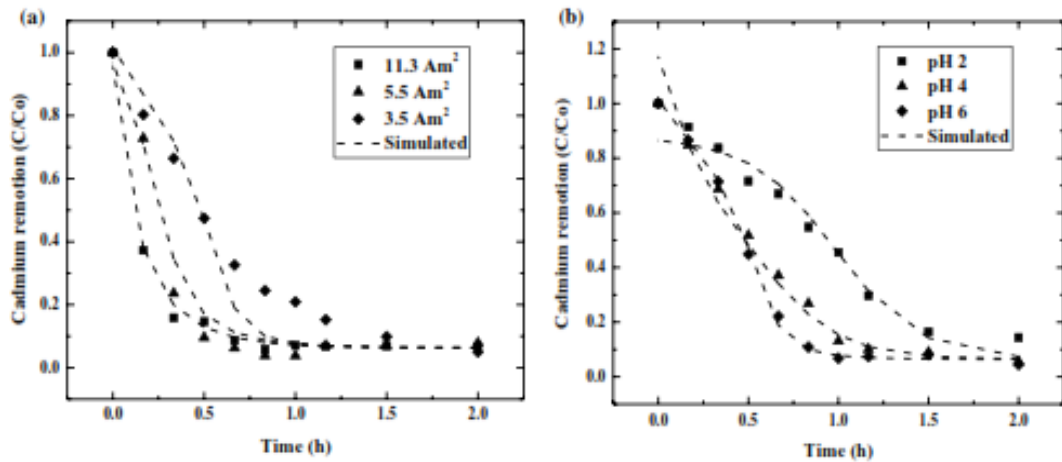 (a)
1.0
0.8
0.6
0.4
0.2
0.0
Cadmium remotion (C/Co)
11.3 Am²
5.5 Am²
3.5 Am²
Simulated
0.0 0.5 1.0 1.5 2.0
Time (h)
(b)
1.2
1.0
0.8
0.6
0.4
0.2
0.0
Cadmium remotion (C/Co)
pH 2
pH 4
pH 6
Simulated
0.0 0.5 1.0 1.5 2.0
Time (h)